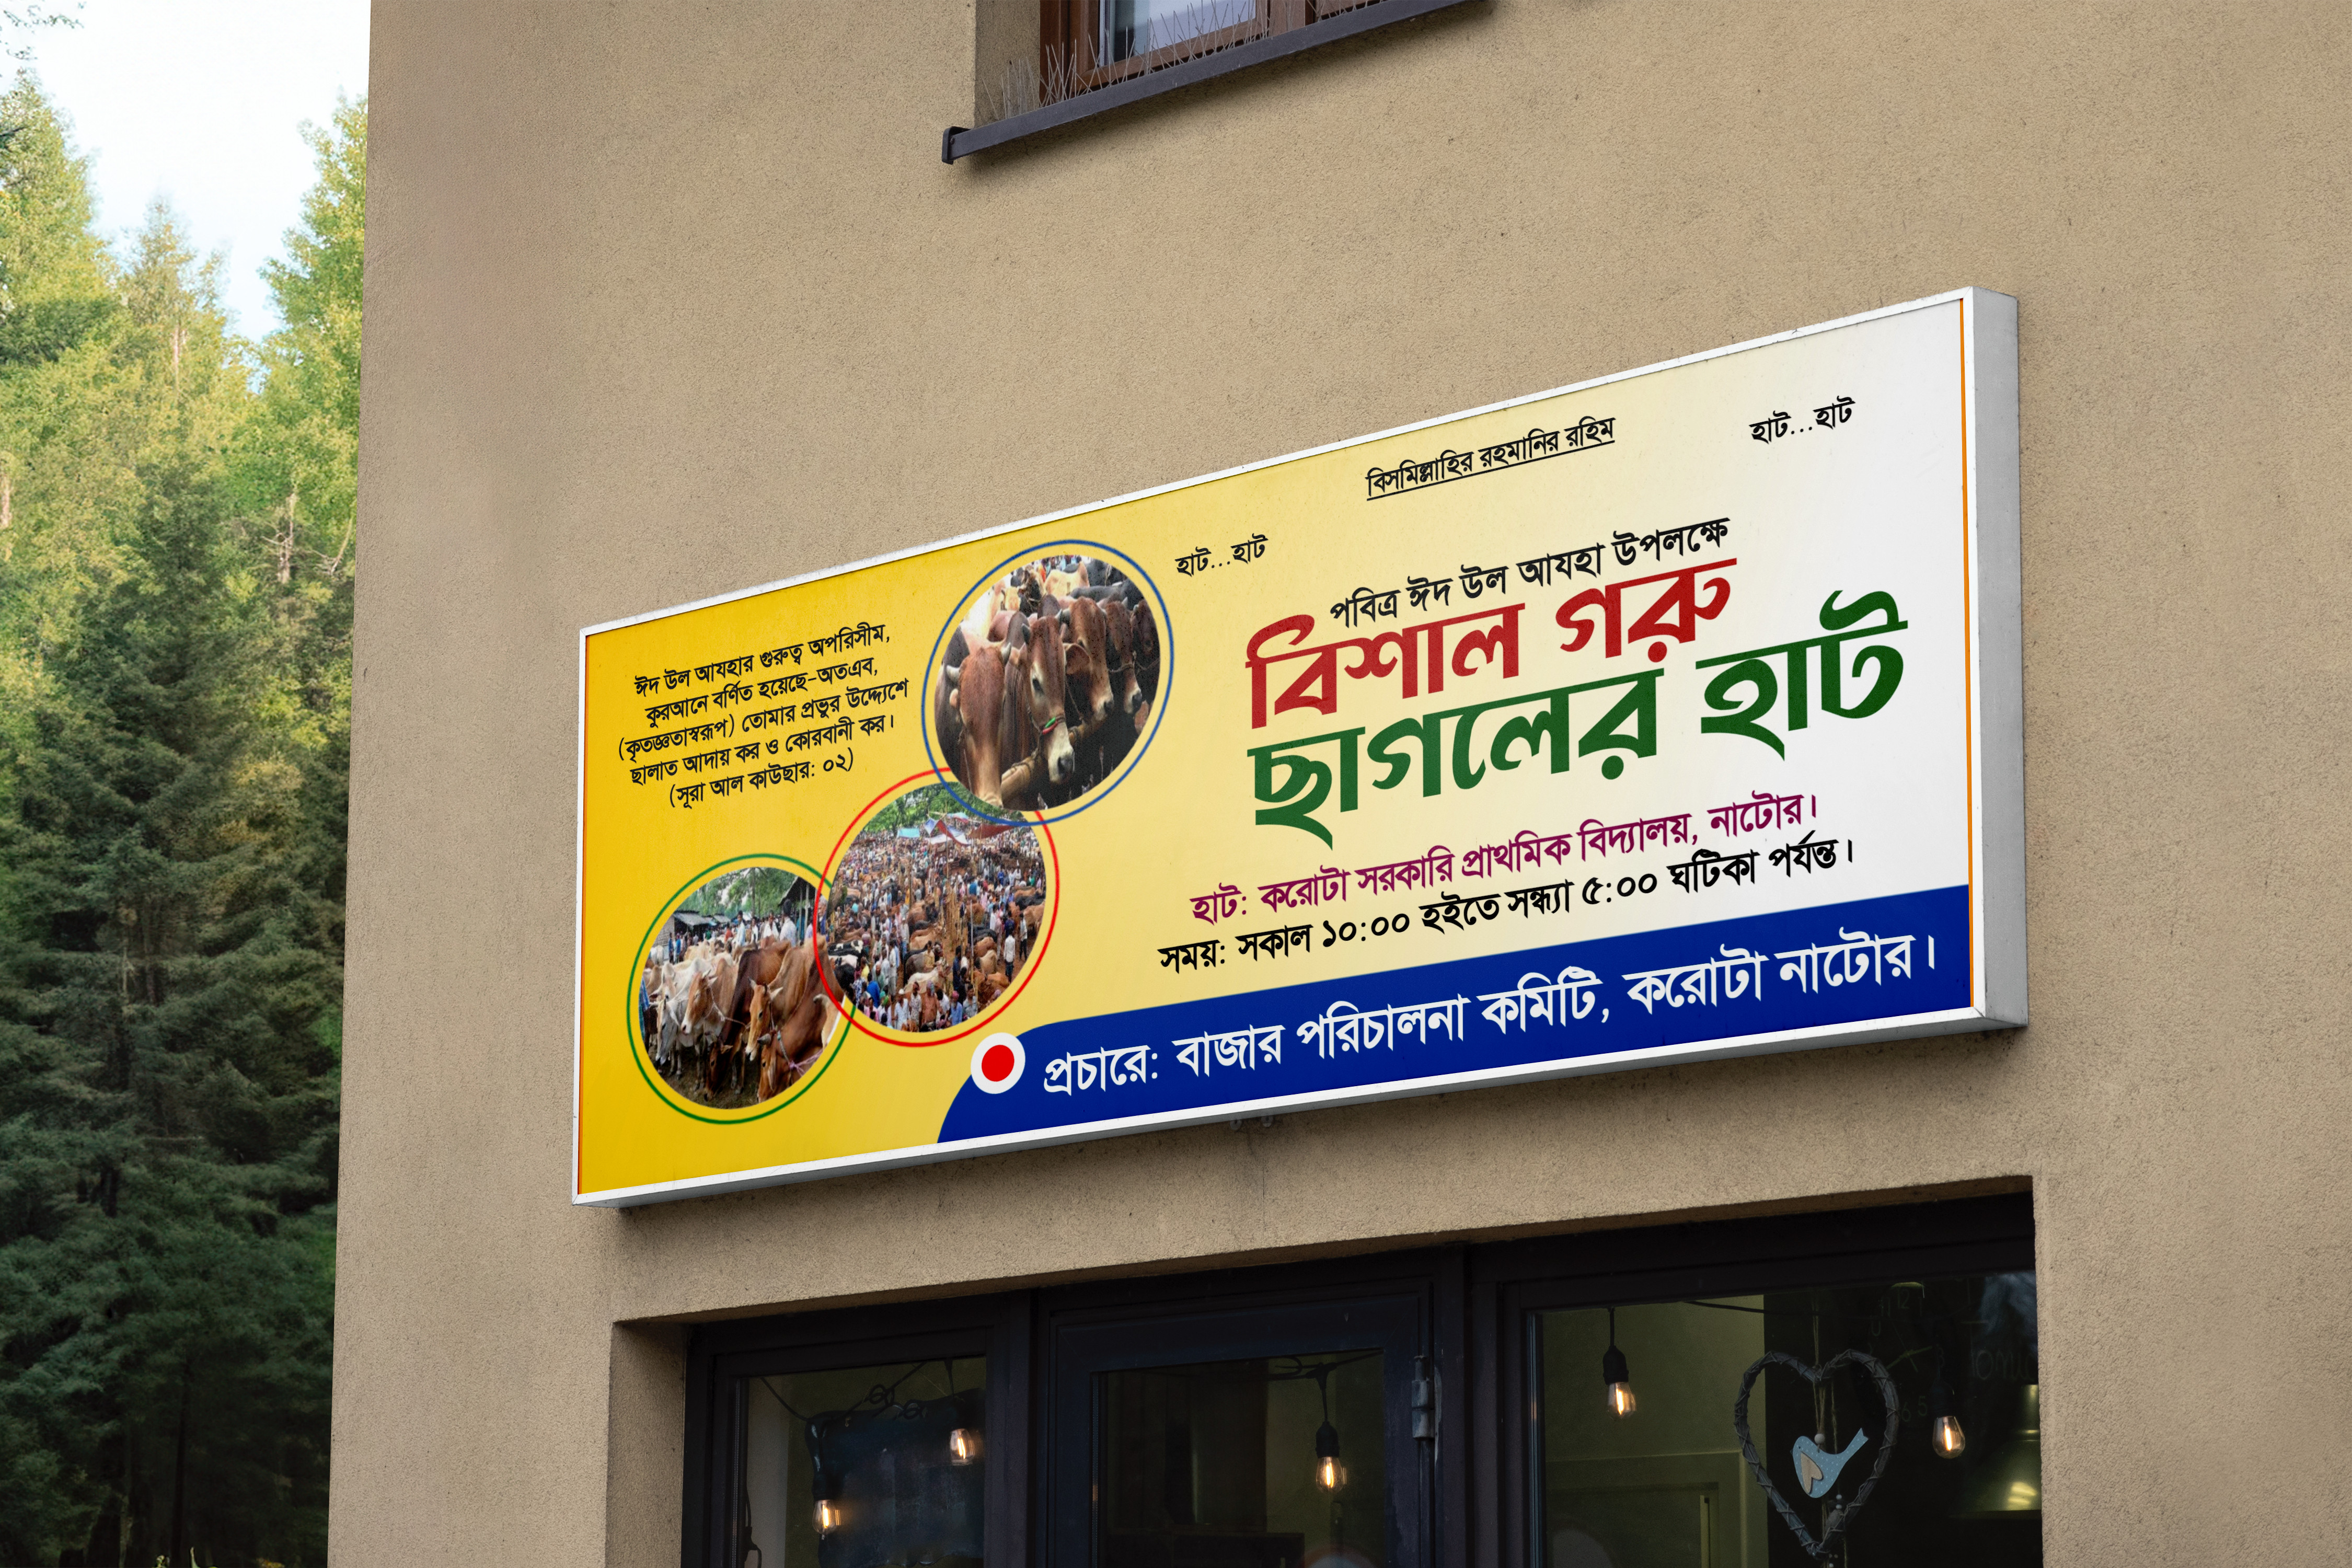 বিসমিল্লাহির রহমানির রহিম
হাট...হাট
হাট...হাট
পবিত্র ঈদ উল আযহা উপলক্ষে
বিশাল গরু
ছাগলের হাট
হাট: করোটা সরকারি প্রাথমিক বিদ্যালয়, নাটোর।
সময়: সকাল ১০:০০ হইতে সন্ধ্যা ৫:০০ ঘটিকা পর্যন্ত।
প্রচারে: বাজার পরিচালনা কমিটি, করোটা নাটোর।
ঈদ উল আযহার গুরুত্ব অপরিসীম,
কুরআনে বর্ণিত হয়েছে-অতএব,
(কৃতজ্ঞতাস্বরূপ) তোমার প্রভুর উদ্দ্যেশে
ছালাত আদায় কর ও কোরবানী কর।
(সূরা আল কাউছার: ০২)